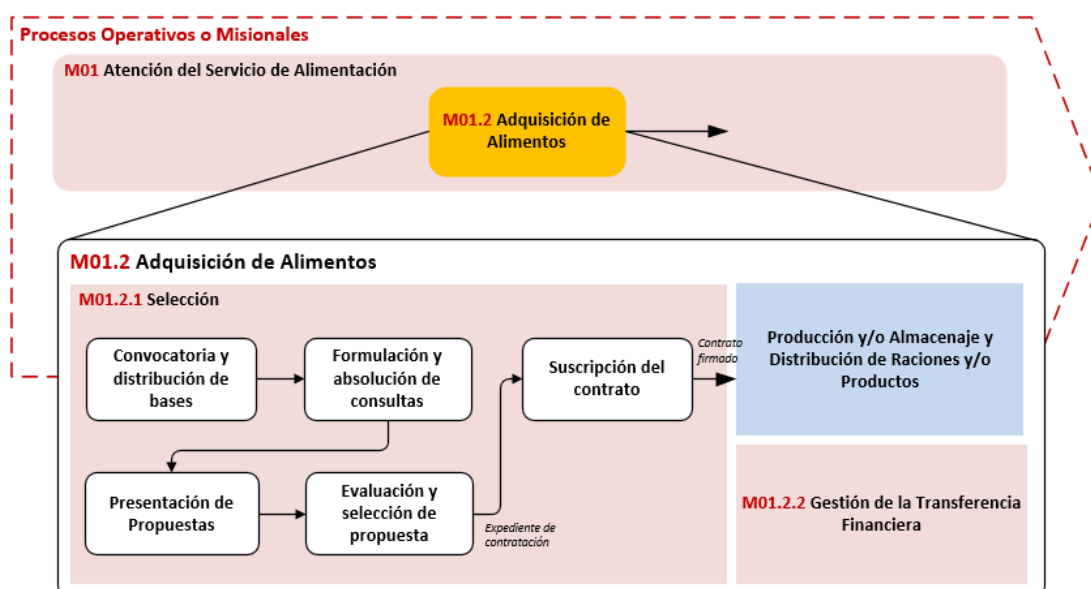 Procesos Operativos o Misionales
M01 Atención del Servicio de Alimentación
M01.2 Adquisición de
Alimentos
M01.2 Adquisición de Alimentos
M01.2.1 Selección
Convocatoria y
distribución de
bases
Formulación y
absolución de
consultas
Suscripción del
contrato
Contrato
firmado
Producción y/o Almacenaje y
Distribución de Raciones y/o
Productos
Presentación de
Propuestas
Evaluación y
selección de
propuesta
Expediente de
contratación
M01.2.2 Gestión de la Transferencia
Financiera